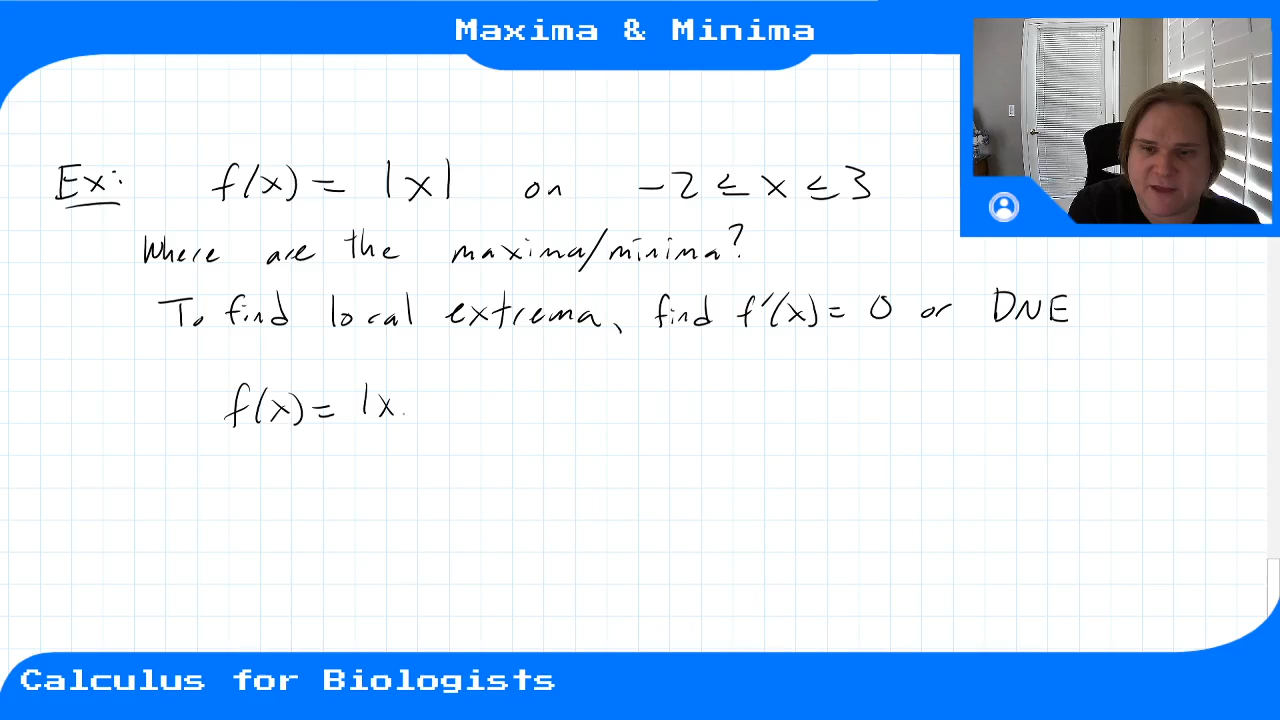 Maxima & Minima
Ex: f(x) = |x| on -2 ≤ x ≤ 3
Where are the maxima/minima?
To find local extrema, find f'(x) = 0 or DNE
f(x) = |x
Calculus for Biologists